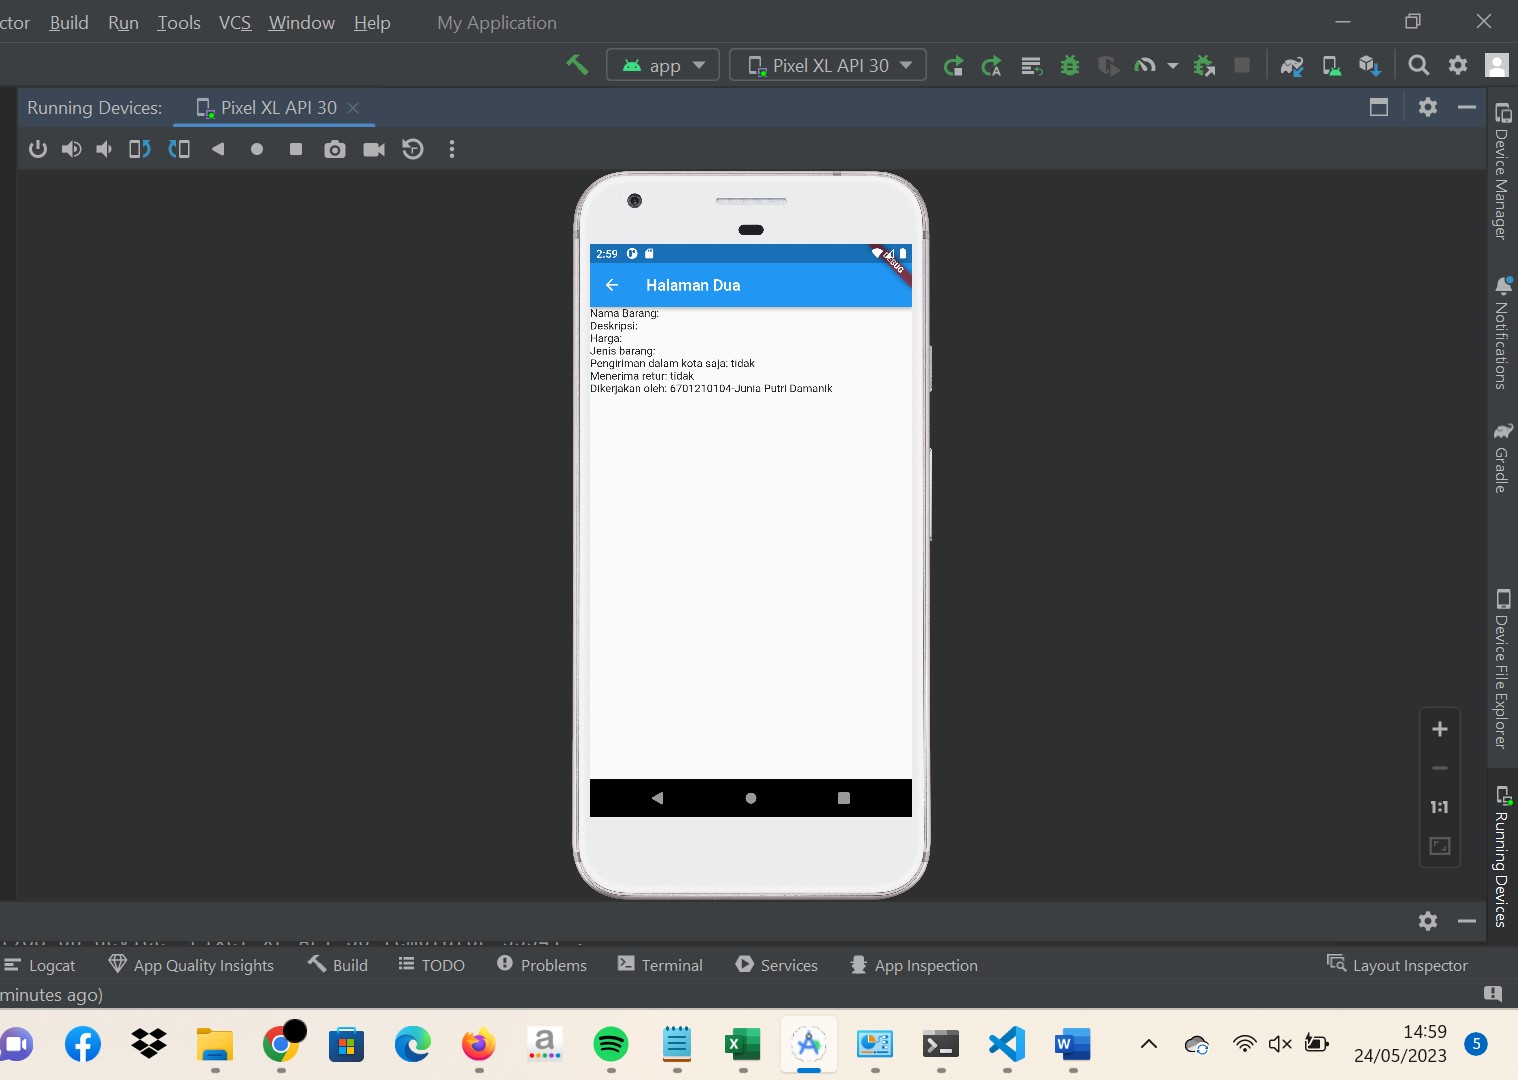 ctor Build Run Tools VCS Window Help My Application
app Pixel XL API 30
Running Devices: Pixel XL API 30
2:59
DEBUG
Halaman Dua
Nama Barang:
Deskripsi:
Harga:
Jenis barang:
Pengiriman dalam kota saja: tidak
Menerima retur: tidak
Dikerjakan oleh: 6701210104-Junia Putri Damanik
Device Manager
Notifications
Gradle
Device File Explorer
1:1
Running Devices
Logcat App Quality Insights Build TODO Problems Terminal Services App Inspection Layout Inspector
minutes ago)
14:59
24/05/2023
5